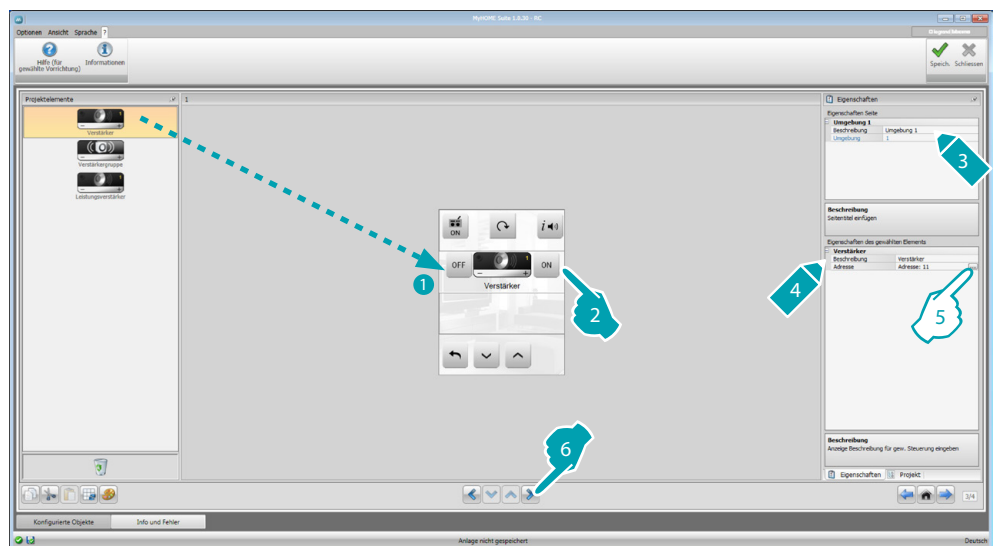 MyHOME Suite 1.0.30 - RC
Optionen Ansicht Sprache ?
Hilfe (für gewählte Vorrichtung)
Informationen
Speich. Schliessen
Projektelemente
1
Verstärker
Verstärkergruppe
Leistungsverstärker
ON
i
OFF
1
- +
ON
Verstärker
1
2
6
Eigenschaften
Eigenschaften Seite
Umgebung 1
Beschreibung Umgebung 1
Umgebung 1
3
Beschreibung
Seitentitel einfügen
Eigenschaften des gewählten Elements
Verstärker
Beschreibung Verstärker
Adresse Adresse: 11
...
4
5
Beschreibung
Anzeige Beschreibung für gew. Steuerung eingeben
Eigenschaften Projekt
3/4
Konfigurierte Objekte Info und Fehler
Anlage nicht gespeichert
Deutsch